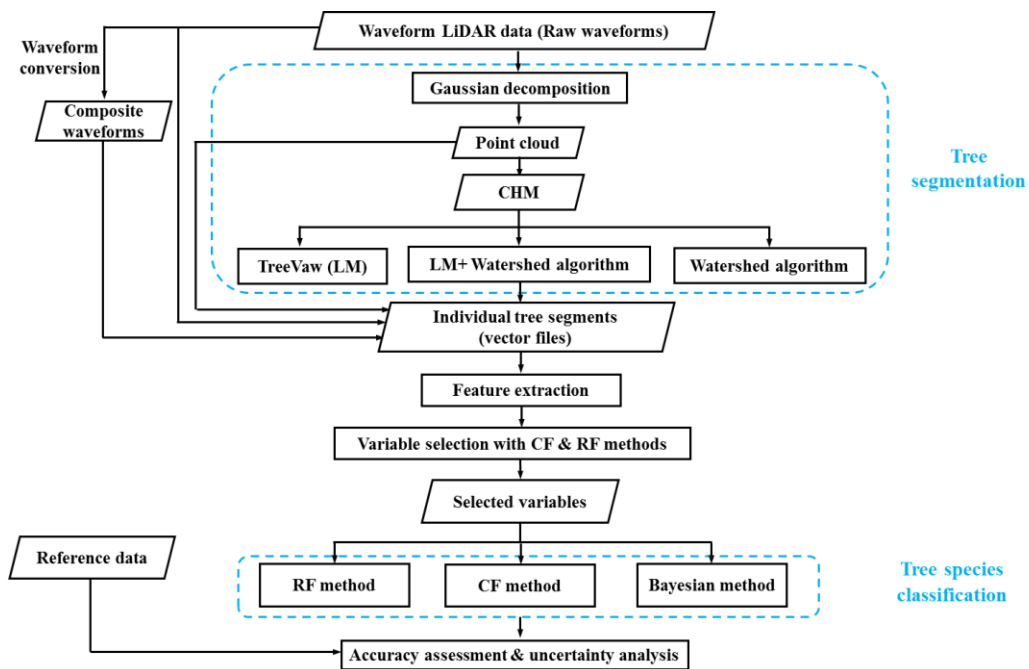 Waveform LiDAR data (Raw waveforms)
Waveform
conversion
Gaussian decomposition
Composite
waveforms
Point cloud
Tree
segmentation
CHM
TreeVaw (LM)
LM+ Watershed algorithm
Watershed algorithm
Individual tree segments
(vector files)
Feature extraction
Variable selection with CF & RF methods
Selected variables
Reference data
RF method
CF method
Bayesian method
Tree species
classification
Accuracy assessment & uncertainty analysis